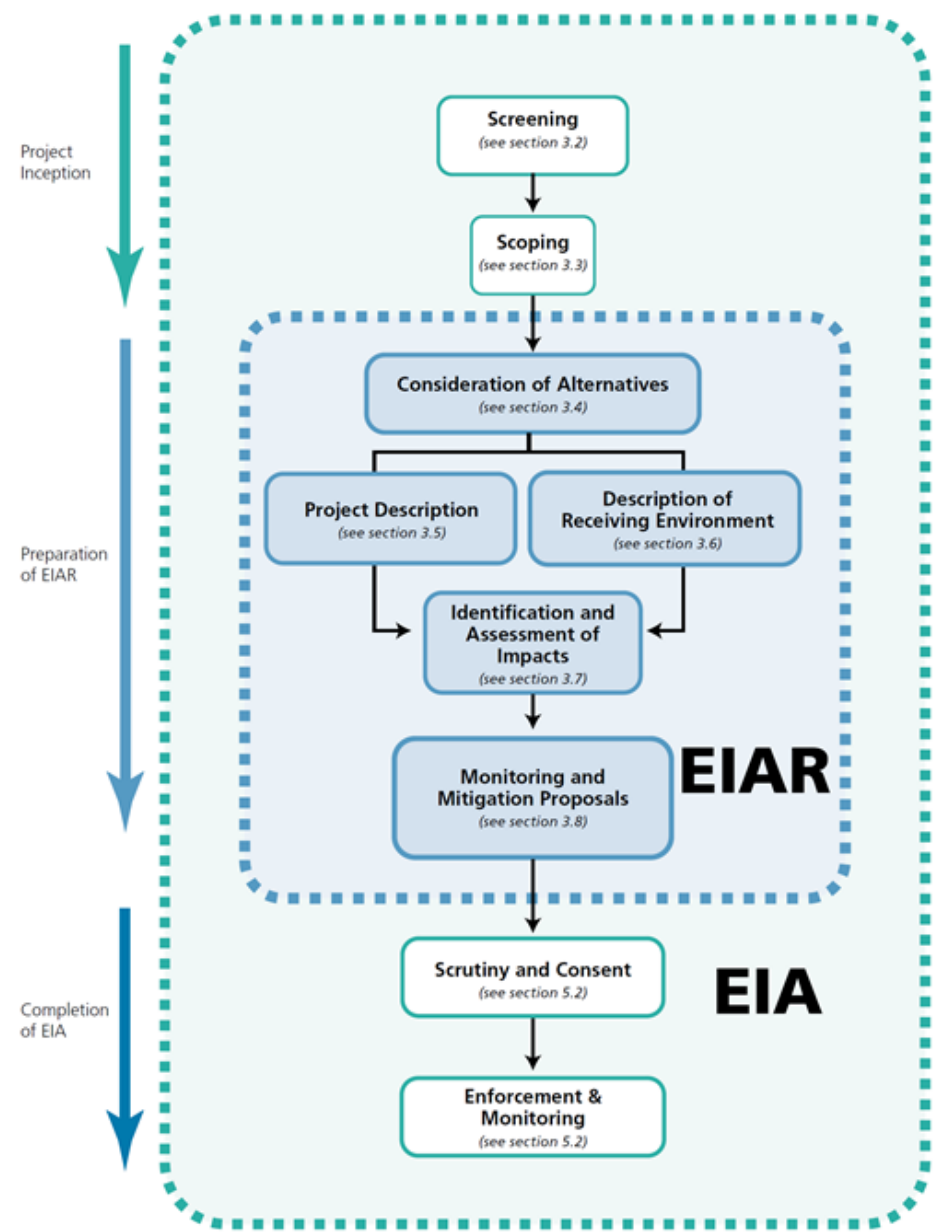 Project
Inception
Screening
(see section 3.2)
Scoping
(see section 3.3)
Preparation
of EIAR
Consideration of Alternatives
(see section 3.4)
Project Description
(see section 3.5)
Description of
Receiving Environment
(see section 3.6)
Identification and
Assessment of
Impacts
(see section 3.7)
Monitoring and
Mitigation Proposals
(see section 3.8)
EIAR
Completion
of EIA
Scrutiny and Consent
(see section 5.2)
EIA
Enforcement &
Monitoring
(see section 5.2)